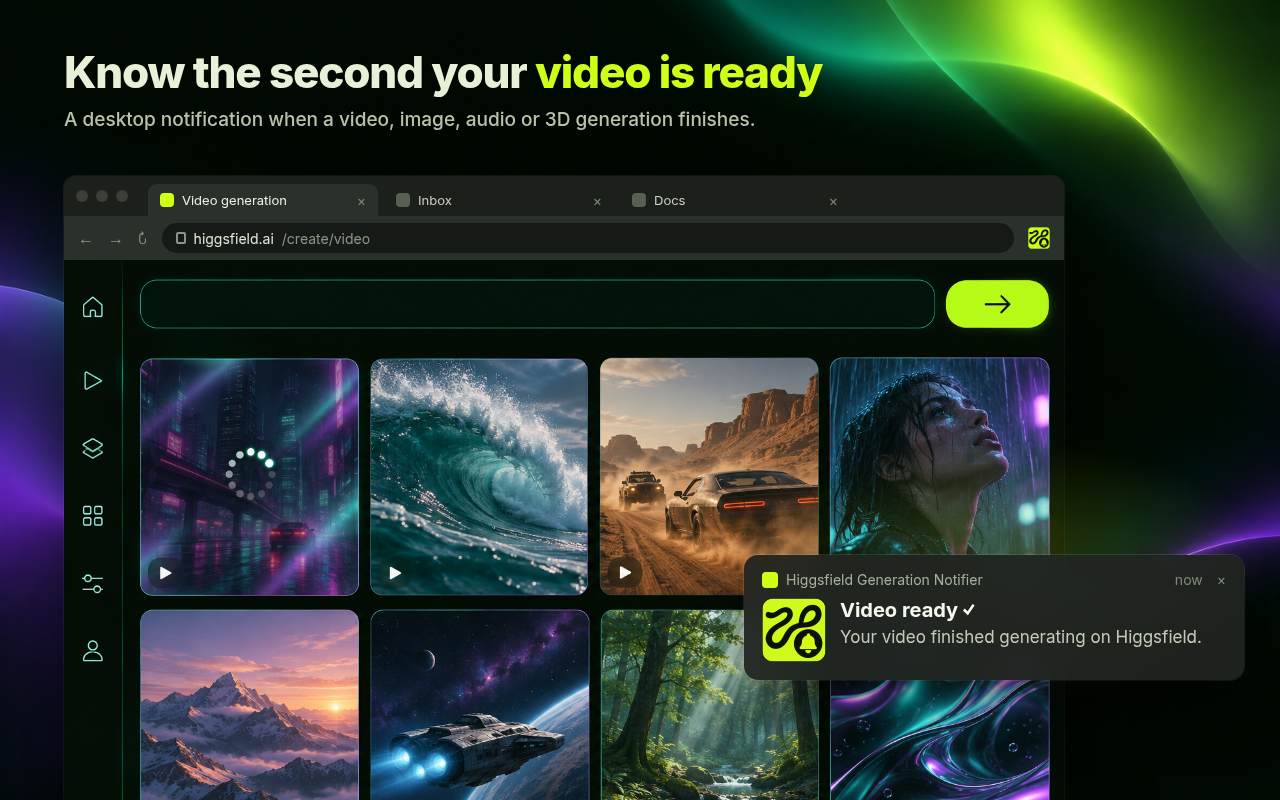 Know the second your video is ready
A desktop notification when a video, image, audio or 3D generation finishes.
Video generation ×
Inbox ×
Docs ×
higgsfield.ai /create/video
Higgsfield Generation Notifier now ×
Video ready ✓
Your video finished generating on Higgsfield.